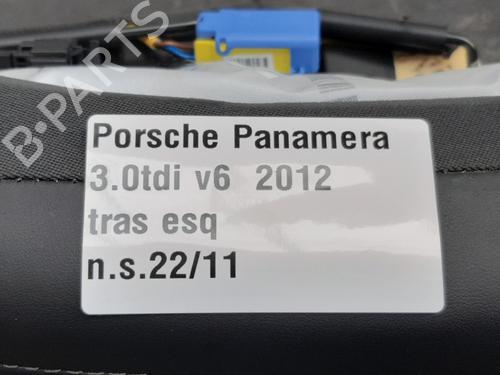 B-PARTS
Porsche Panamera
3.0tdi v6 2012
tras esq
n.s.22/11